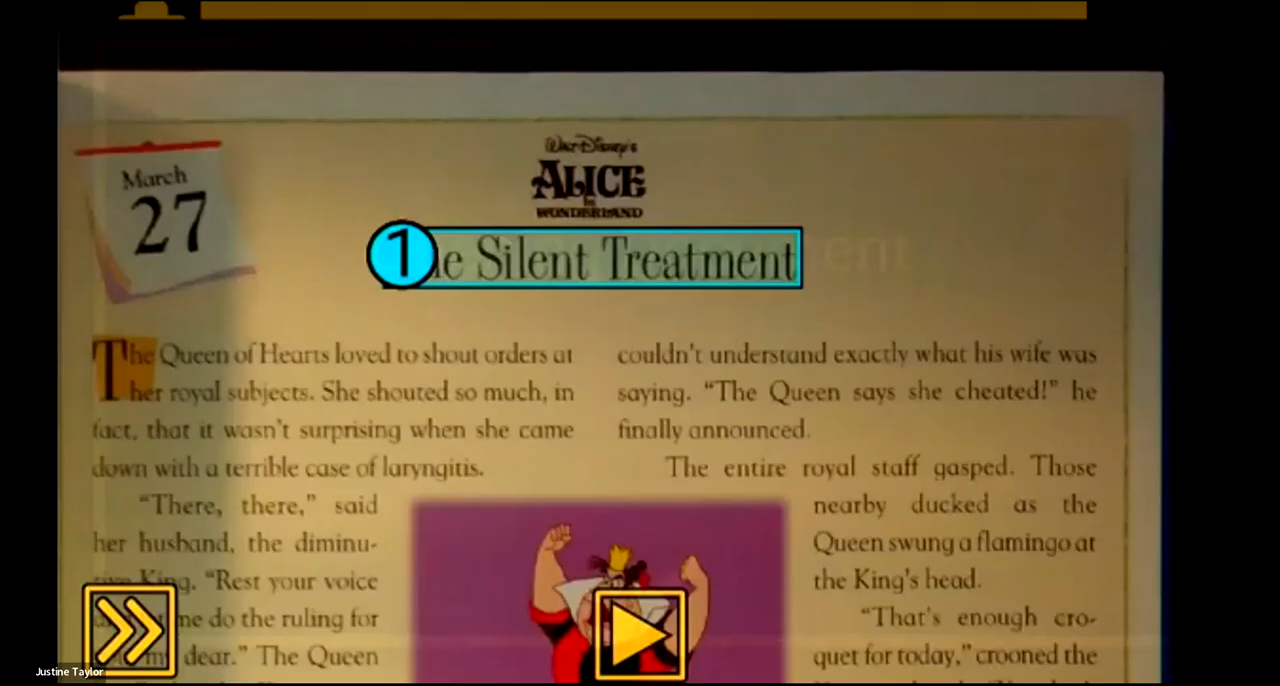 March
27
Walt Disney's
ALICE
in
WONDERLAND
1
e Silent Treatment
The Queen of Hearts loved to shout orders at
her royal subjects. She shouted so much, in
fact, that it wasn't surprising when she came
down with a terrible case of laryngitis.
"There, there," said
her husband, the diminu-
tive King. "Rest your voice
me do the ruling for
my dear." The Queen
couldn't understand exactly what his wife was
saying. "The Queen says she cheated!" he
finally announced.
The entire royal staff gasped. Those
nearby ducked as the
Queen swung a flamingo at
the King's head.
"That's enough cro-
quet for today," crooned the
Justine Taylor